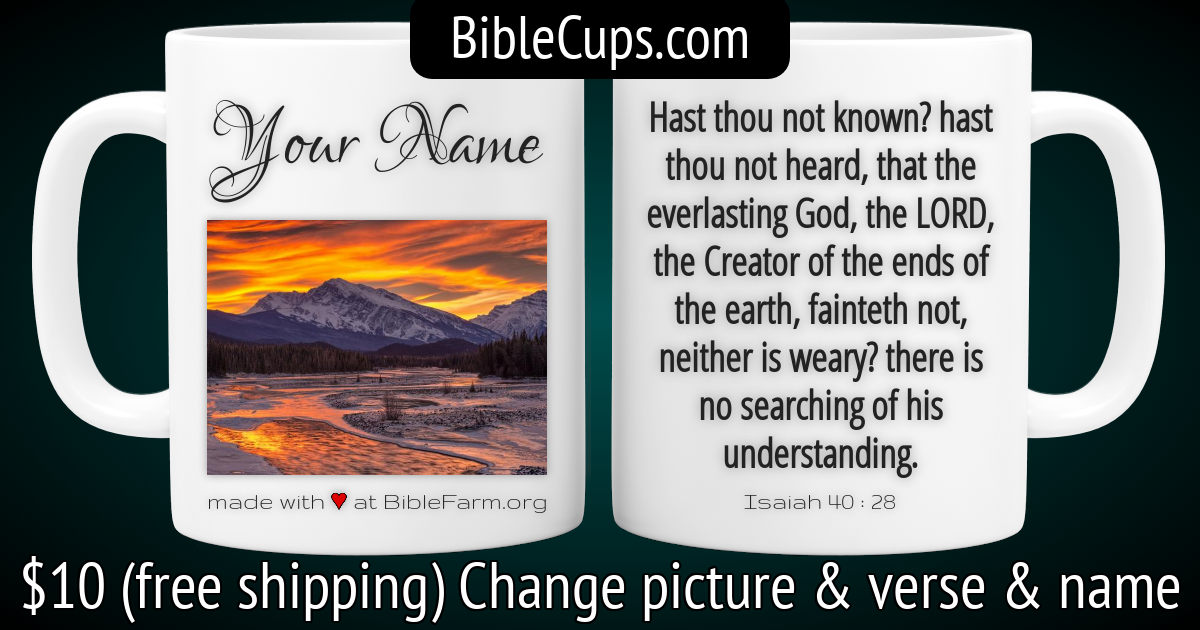 BibleCups.com
Your Name
made with ♥ at BibleFarm.org
Hast thou not known? hast
thou not heard, that the
everlasting God, the LORD,
the Creator of the ends of
the earth, fainteth not,
neither is weary? there is
no searching of his
understanding.
Isaiah 40 : 28
$10 (free shipping) Change picture & verse & name